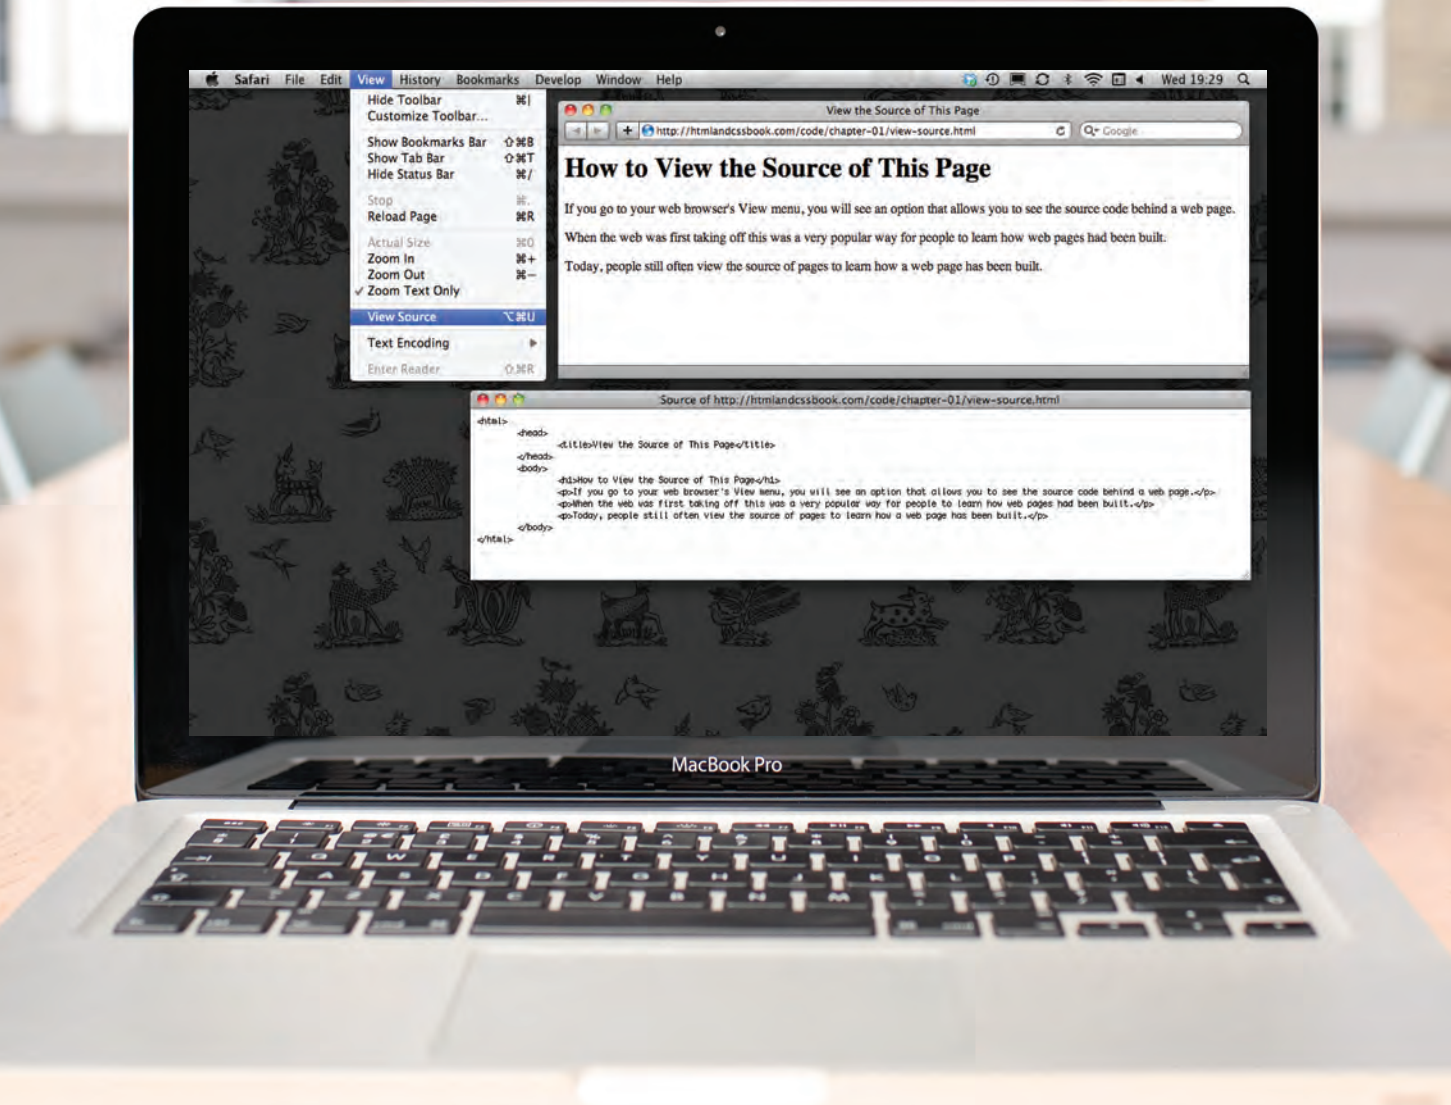 Safari File Edit View History Bookmarks Develop Window Help Wed 19:29
Hide Toolbar ⌘|
Customize Toolbar...
Show Bookmarks Bar ⇧⌘B
Show Tab Bar ⇧⌘T
Hide Status Bar ⌘/
Stop ⌘.
Reload Page ⌘R
Actual Size ⌘0
Zoom In ⌘+
Zoom Out ⌘−
✓ Zoom Text Only
View Source ⌥⌘U
Text Encoding ▶
Enter Reader ⇧⌘R
View the Source of This Page
http://htmlandcssbook.com/code/chapter-01/view-source.html
Google
How to View the Source of This Page
If you go to your web browser's View menu, you will see an option that allows you to see the source code behind a web page.
When the web was first taking off this was a very popular way for people to learn how web pages had been built.
Today, people still often view the source of pages to learn how a web page has been built.
Source of http://htmlandcssbook.com/code/chapter-01/view-source.html
<html>
<head>
<title>View the Source of This Page</title>
</head>
<body>
<h1>How to View the Source of This Page</h1>
<p>If you go to your web browser's View menu, you will see an option that allows you to see the source code behind a web page.</p>
<p>When the web was first taking off this was a very popular way for people to learn how web pages had been built.</p>
<p>Today, people still often view the source of pages to learn how a web page has been built.</p>
</body>
</html>
MacBook Pro
Q W E R T Y U I O P
A S D F G H J K L
Z X C V B N M